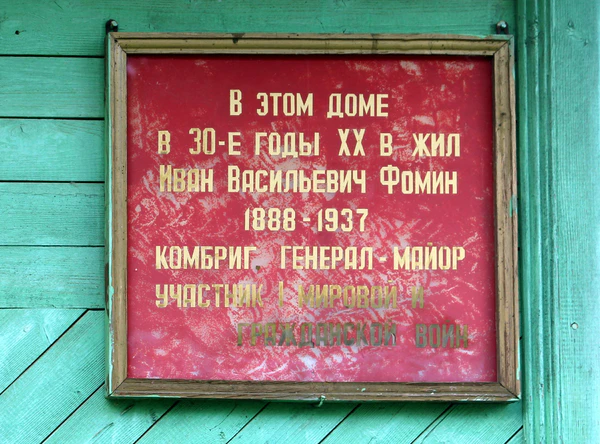 В ЭТОМ ДОМЕ
В 30-Е ГОДЫ XX В ЖИЛ
ИВАН ВАСИЛЬЕВИЧ ФОМИН
1888-1937
КОМБРИГ, ГЕНЕРАЛ-МАЙОР
УЧАСТНИК I МИРОВОЙ И
ГРАЖДАНСКОЙ ВОЙН